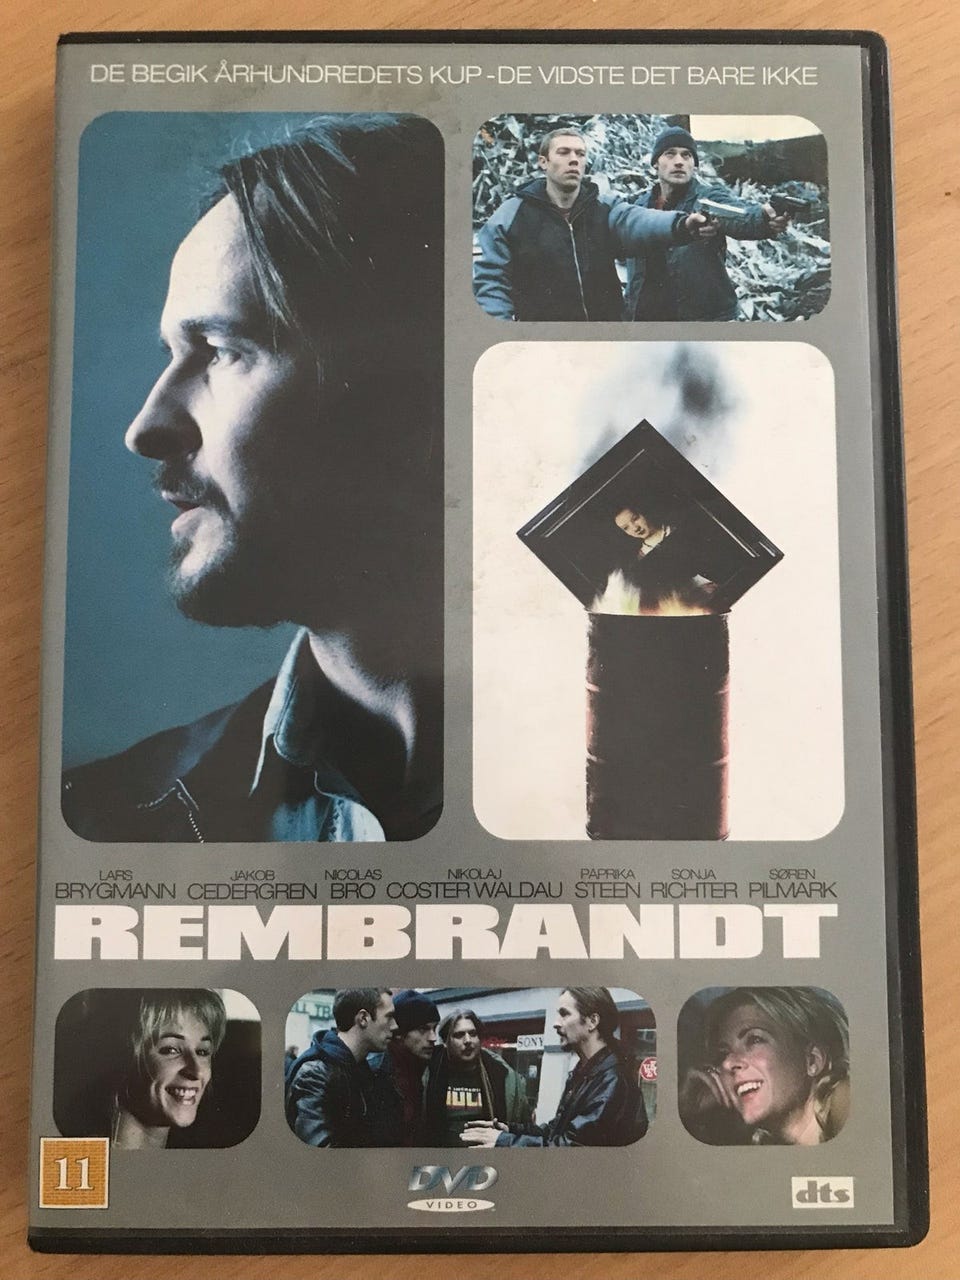 DE BEGIK ÅRHUNDREDETS KUP - DE VIDSTE DET BARE IKKE
LARS BRYGMANN
JAKOB CEDERGREN
NICOLAS BRO
NIKOLAJ COSTER WALDAU
PAPRIKA STEEN
SONJA RICHTER
SØREN PILMARK
REMBRANDT
SONY
11
DVD
VIDEO
dts